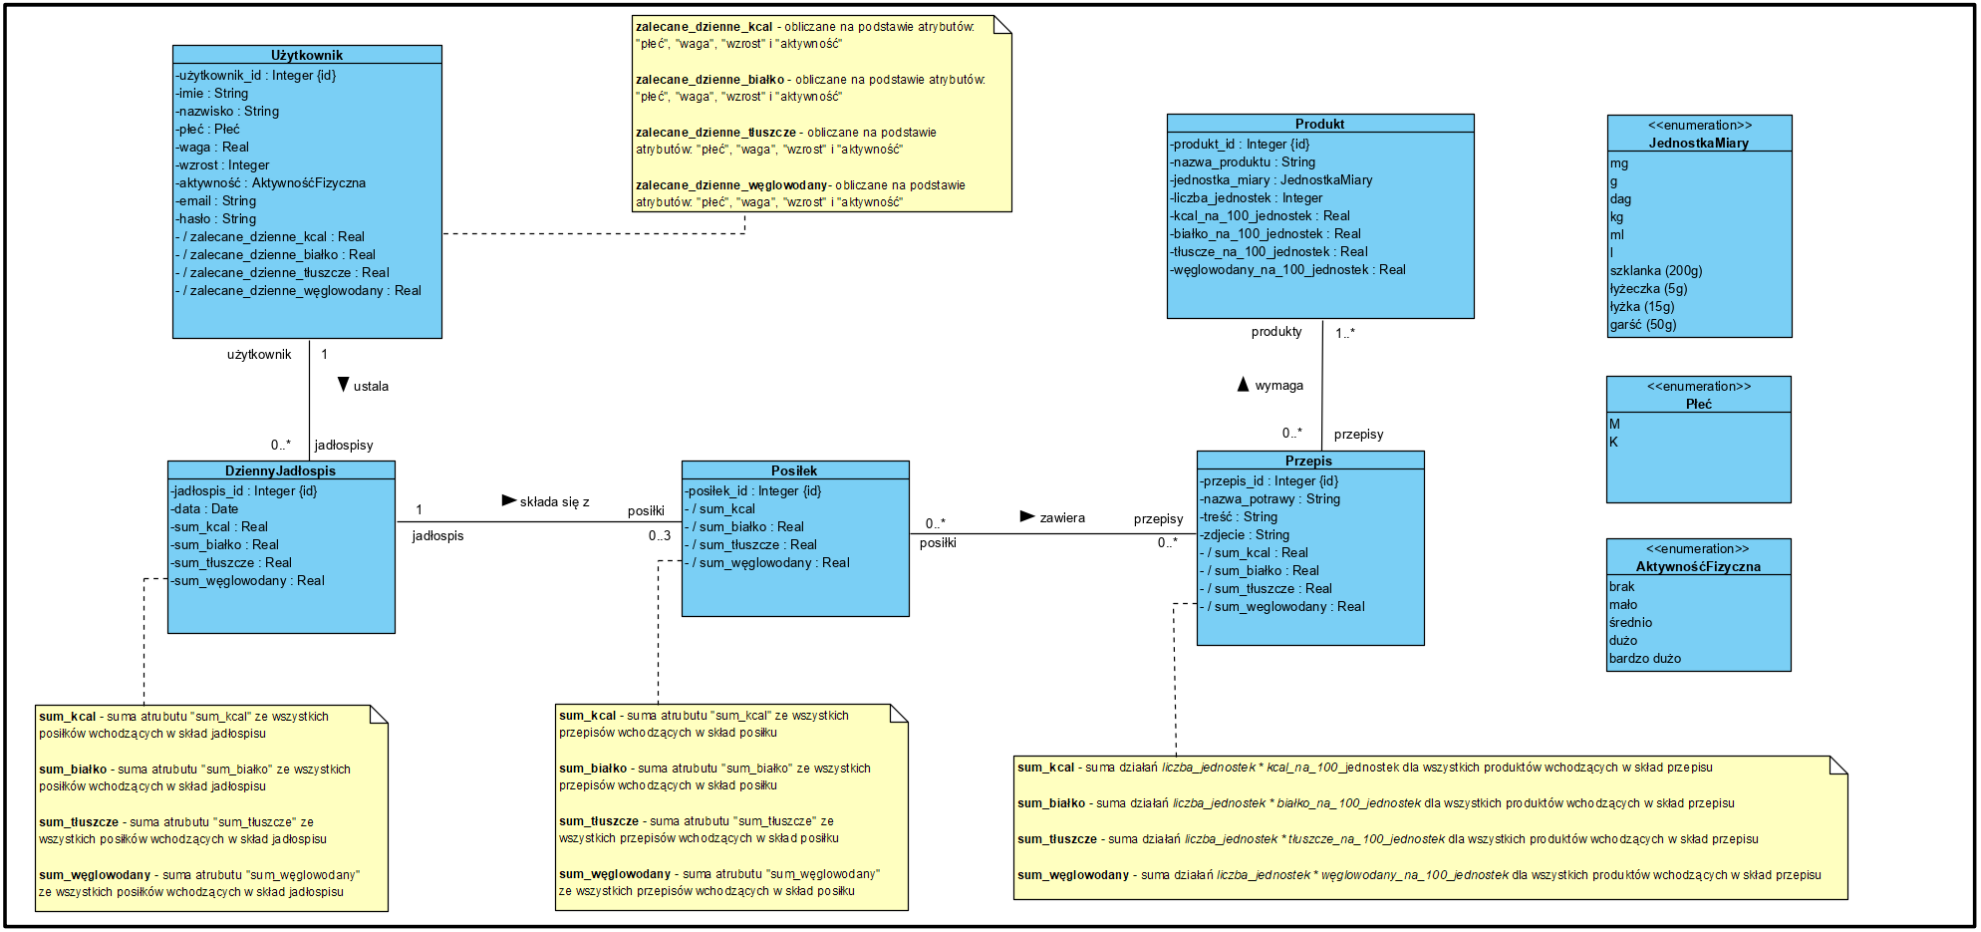 Użytkownik
-użytkownik_id : Integer {id}
-imie : String
-nazwisko : String
-płeć : Płeć
-waga : Real
-wzrost : Integer
-aktywność : AktywnośćFizyczna
-email : String
-hasło : String
- / zalecane_dzienne_kcal : Real
- / zalecane_dzienne_białko : Real
- / zalecane_dzienne_tłuszcze : Real
- / zalecane_dzienne_węglowodany : Real
zalecane_dzienne_kcal - obliczane na podstawie atrybutów:
"płeć", "waga", "wzrost" i "aktywność"
zalecane_dzienne_białko - obliczane na podstawie atrybutów:
"płeć", "waga", "wzrost" i "aktywność"
zalecane_dzienne_tłuszcze - obliczane na podstawie
atrybutów: "płeć", "waga", "wzrost" i "aktywność"
zalecane_dzienne_węglowodany- obliczane na podstawie
atrybutów: "płeć", "waga", "wzrost" i "aktywność"
Produkt
-produkt_id : Integer {id}
-nazwa_produktu : String
-jednostka_miary : JednostkaMiary
-liczba_jednostek : Integer
-kcal_na_100_jednostek : Real
-białko_na_100_jednostek : Real
-tłuscze_na_100_jednostek : Real
-węglowodany_na_100_jednostek : Real
<<enumeration>>
JednostkaMiary
mg
g
dag
kg
ml
l
szklanka (200g)
łyżeczka (5g)
łyżka (15g)
garść (50g)
użytkownik 1
ustala
0..* jadłospisy
produkty 1..*
wymaga
0..* przepisy
<<enumeration>>
Płeć
M
K
DziennyJadłospis
-jadłospis_id : Integer {id}
-data : Date
-sum_kcal : Real
-sum_białko : Real
-sum_tłuszcze : Real
-sum_węglowodany : Real
1 składa się z posiłki
jadłospis 0..3
Posiłek
-posiłek_id : Integer {id}
- / sum_kcal
- / sum_białko : Real
- / sum_tłuszcze : Real
- / sum_węglowodany : Real
0..* zawiera przepisy
posiłki 0..*
Przepis
-przepis_id : Integer {id}
-nazwa_potrawy : String
-treść : String
-zdjecie : String
- / sum_kcal : Real
- / sum_białko : Real
- / sum_tłuszcze : Real
- / sum_weglowodany : Real
<<enumeration>>
AktywnośćFizyczna
brak
mało
średnio
dużo
bardzo dużo
sum_kcal - suma atrubutu "sum_kcal" ze wszystkich
posiłków wchodzących w skład jadłospisu
sum_białko - suma atrubutu "sum_białko" ze wszystkich
posiłków wchodzących w skład jadłospisu
sum_tłuszcze - suma atrubutu "sum_tłuszcze" ze
wszystkich posiłków wchodzących w skład jadłospisu
sum_węglowodany - suma atrubutu "sum_węglowodany"
ze wszystkich posiłków wchodzących w skład jadłospisu
sum_kcal - suma atrubutu "sum_kcal" ze wszystkich
przepisów wchodzących w skład posiłku
sum_białko - suma atrubutu "sum_białko" ze wszystkich
przepisów wchodzących w skład posiłku
sum_tłuszcze - suma atrubutu "sum_tłuszcze" ze
wszystkich przepisów wchodzących w skład posiłku
sum_węglowodany - suma atrubutu "sum_węglowodany"
ze wszystkich przepisów wchodzących w skład posiłku
sum_kcal - suma działań liczba_jednostek * kcal_na_100_jednostek dla wszystkich produktów wchodzących w skład przepisu
sum_białko - suma działań liczba_jednostek * białko_na_100_jednostek dla wszystkich produktów wchodzących w skład przepisu
sum_tłuszcze - suma działań liczba_jednostek * tłuszcze_na_100_jednostek dla wszystkich produktów wchodzących w skład przepisu
sum_węglowodany - suma działań liczba_jednostek * węglowodany_na_100_jednostek dla wszystkich produktów wchodzących w skład przepisu